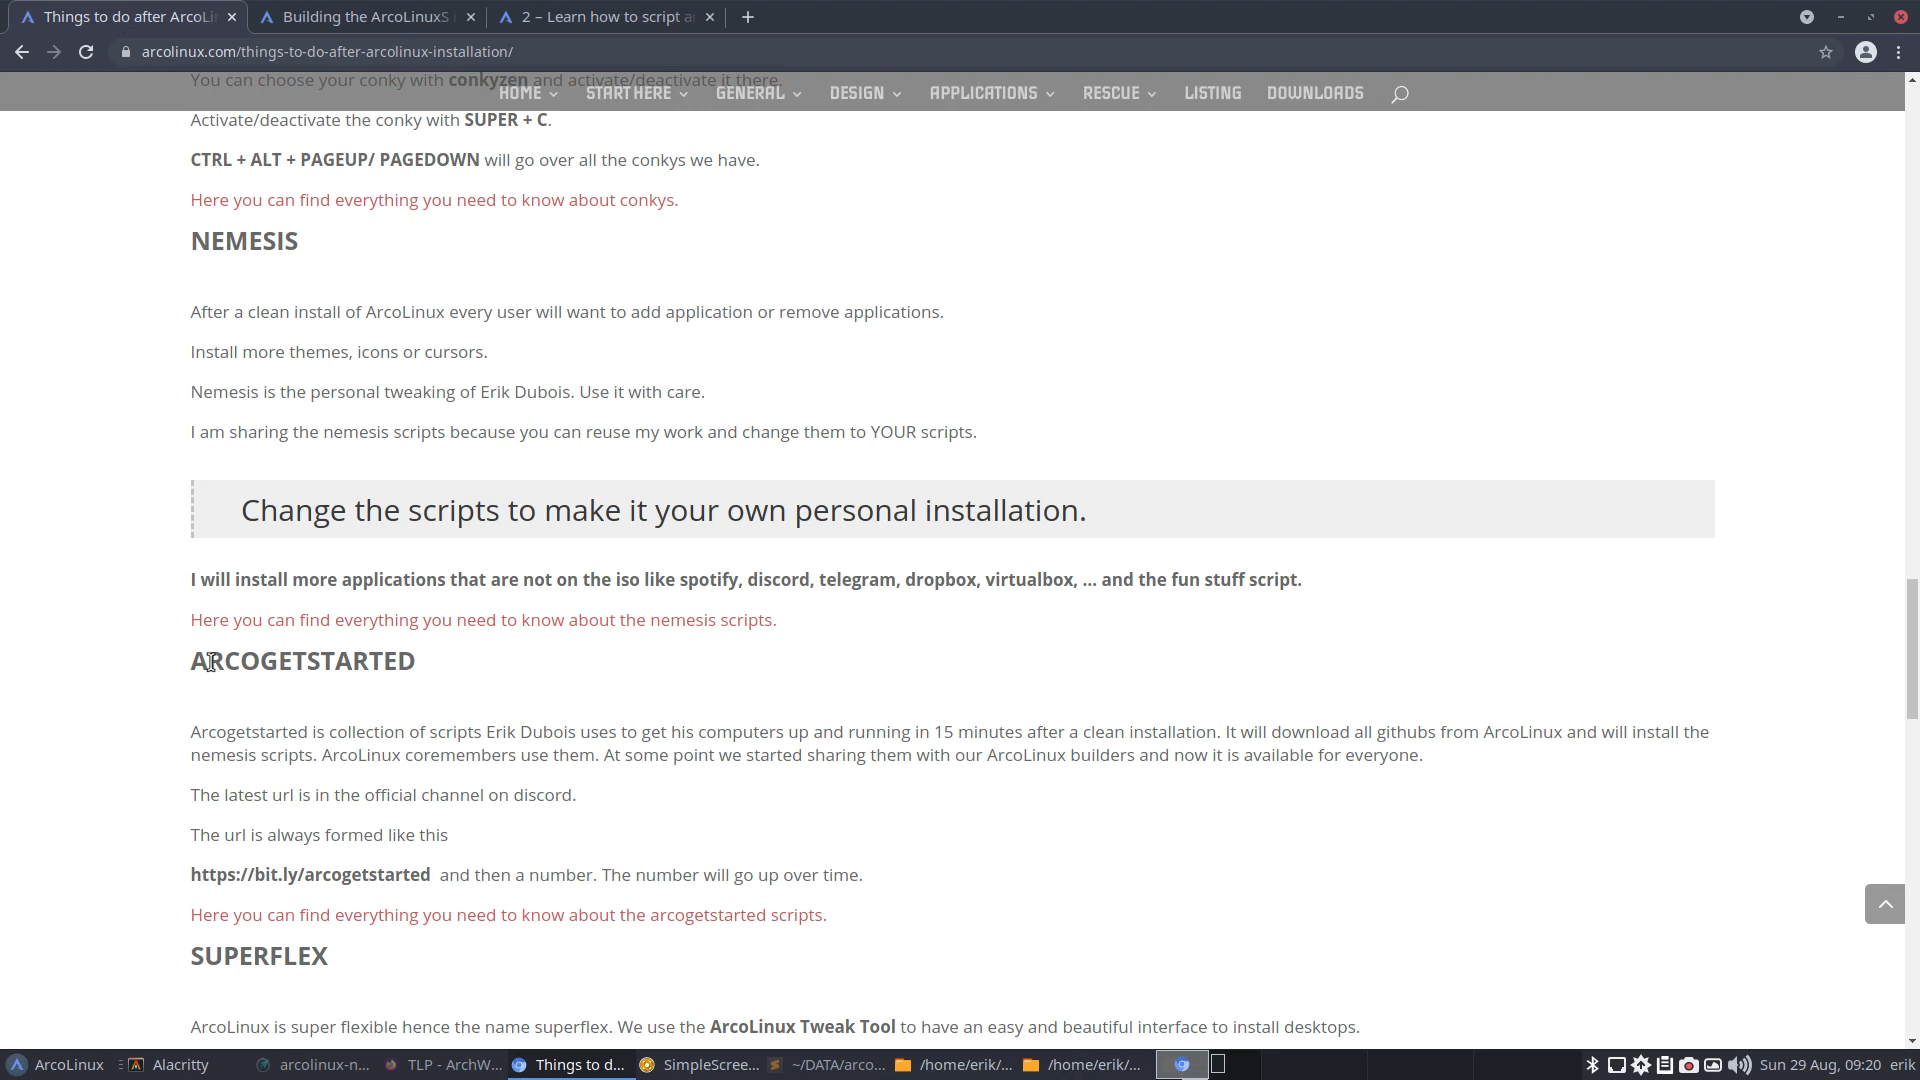 Things to do after ArcoLi
Building the ArcoLinuxS i
2 – Learn how to script a
arcolinux.com/things-to-do-after-arcolinux-installation/
You can choose your conky with conkyzen and activate/deactivate it there.
HOME START HERE GENERAL DESIGN APPLICATIONS RESCUE LISTING DOWNLOADS
Activate/deactivate the conky with SUPER + C.
CTRL + ALT + PAGEUP/ PAGEDOWN will go over all the conkys we have.
Here you can find everything you need to know about conkys.
NEMESIS
After a clean install of ArcoLinux every user will want to add application or remove applications.
Install more themes, icons or cursors.
Nemesis is the personal tweaking of Erik Dubois. Use it with care.
I am sharing the nemesis scripts because you can reuse my work and change them to YOUR scripts.
Change the scripts to make it your own personal installation.
I will install more applications that are not on the iso like spotify, discord, telegram, dropbox, virtualbox, … and the fun stuff script.
Here you can find everything you need to know about the nemesis scripts.
ARCOGETSTARTED
Arcogetstarted is collection of scripts Erik Dubois uses to get his computers up and running in 15 minutes after a clean installation. It will download all githubs from ArcoLinux and will install the
nemesis scripts. ArcoLinux coremembers use them. At some point we started sharing them with our ArcoLinux builders and now it is available for everyone.
The latest url is in the official channel on discord.
The url is always formed like this
https://bit.ly/arcogetstarted and then a number. The number will go up over time.
Here you can find everything you need to know about the arcogetstarted scripts.
SUPERFLEX
ArcoLinux is super flexible hence the name superflex. We use the ArcoLinux Tweak Tool to have an easy and beautiful interface to install desktops.
ArcoLinux Alacritty arcolinux-n... TLP - ArchW... Things to d... SimpleScree... ~/DATA/arco... /home/erik/... /home/erik/... Sun 29 Aug, 09:20 erik